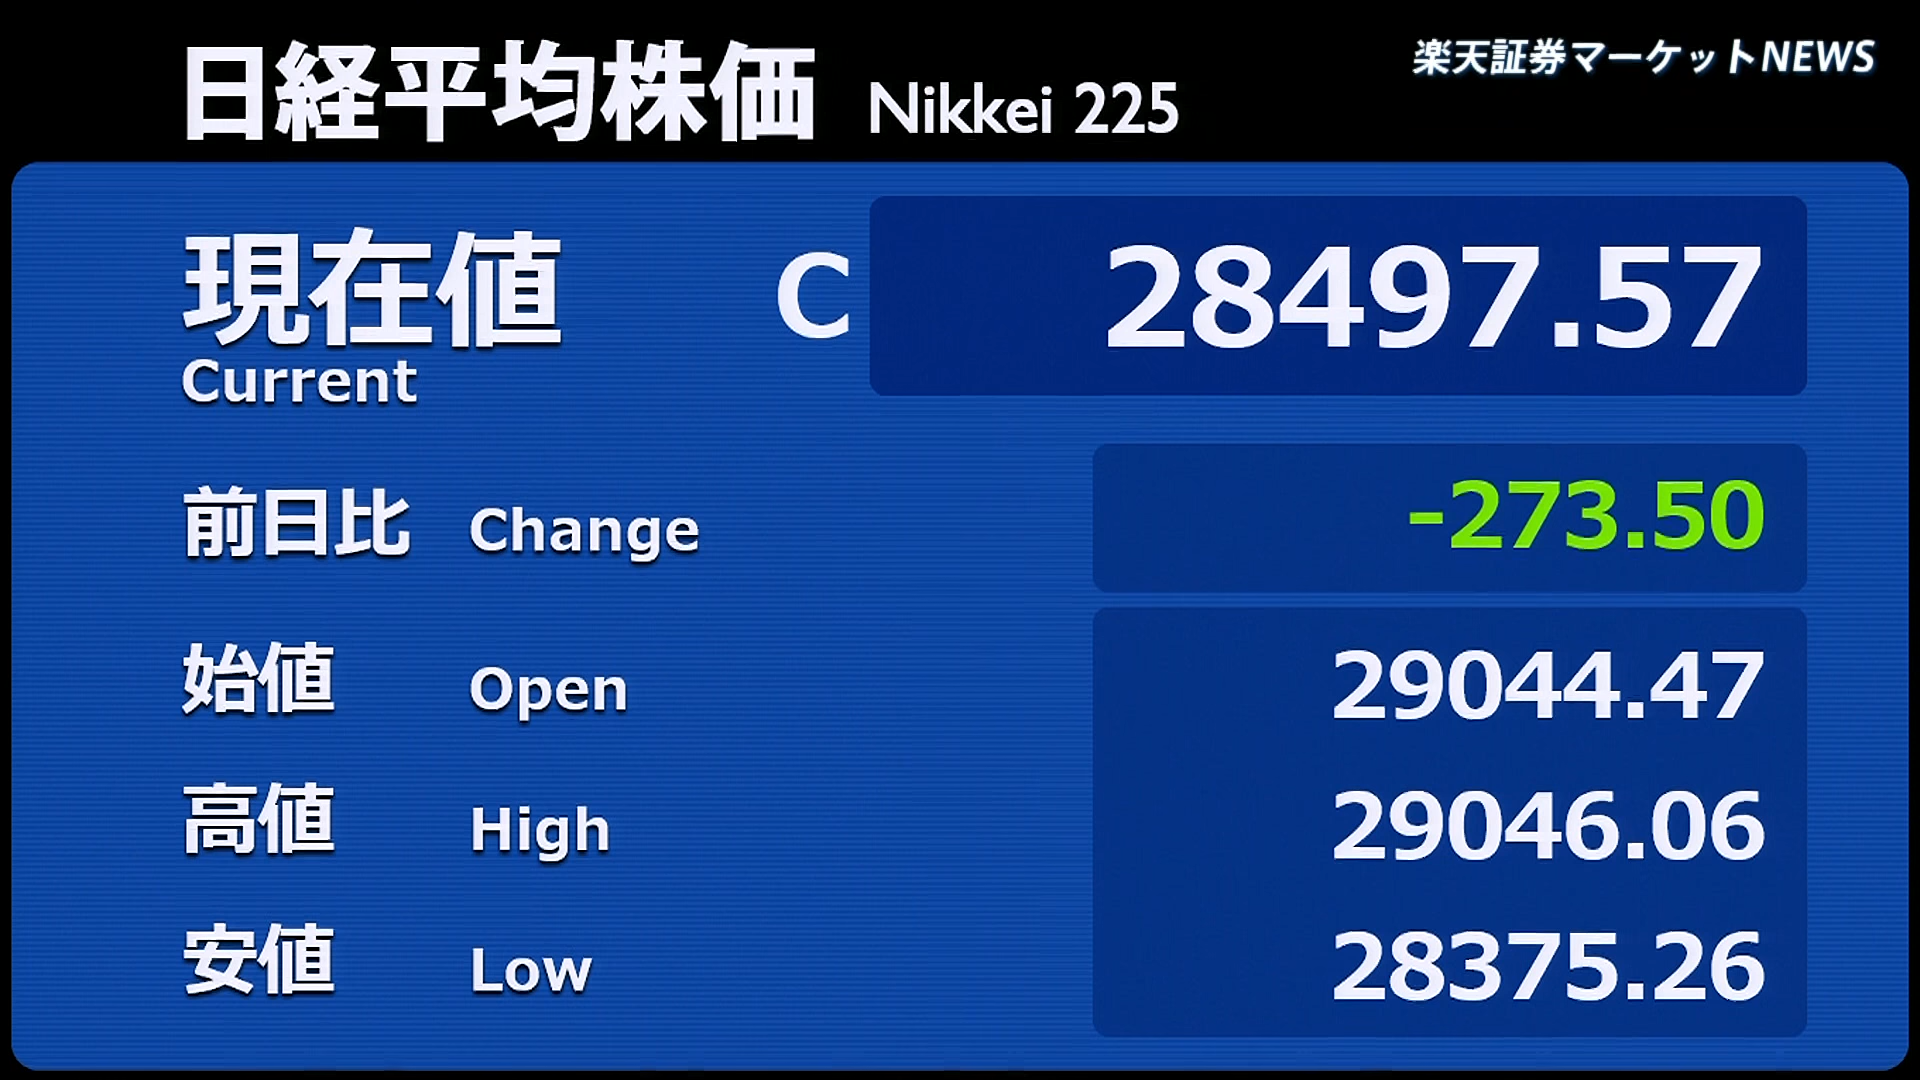 日経平均株価 Nikkei 225
楽天証券マーケットNEWS
現在値 C 28497.57
Current
前日比 Change -273.50
始値 Open 29044.47
高値 High 29046.06
安値 Low 28375.26